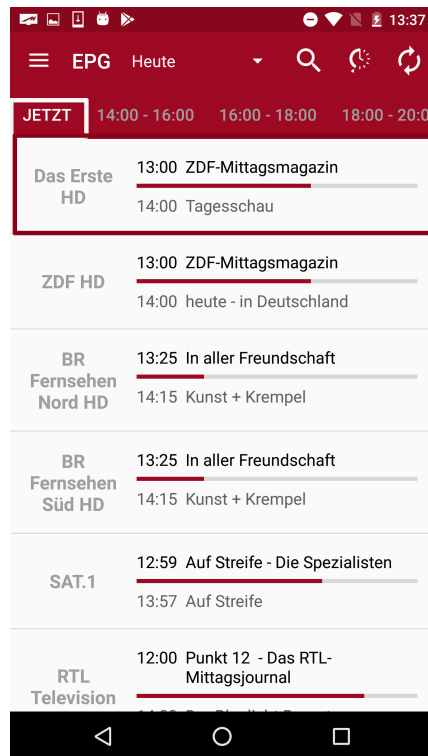 13:37
EPG Heute
JETZT 14:00 - 16:00 16:00 - 18:00 18:00 - 20:0
Das Erste HD
13:00 ZDF-Mittagsmagazin
14:00 Tagesschau
ZDF HD
13:00 ZDF-Mittagsmagazin
14:00 heute - in Deutschland
BR
Fernsehen
Nord HD
13:25 In aller Freundschaft
14:15 Kunst + Krempel
BR
Fernsehen
Süd HD
13:25 In aller Freundschaft
14:15 Kunst + Krempel
SAT.1
12:59 Auf Streife - Die Spezialisten
13:57 Auf Streife
RTL
Television
12:00 Punkt 12 - Das RTL-
Mittagsjournal